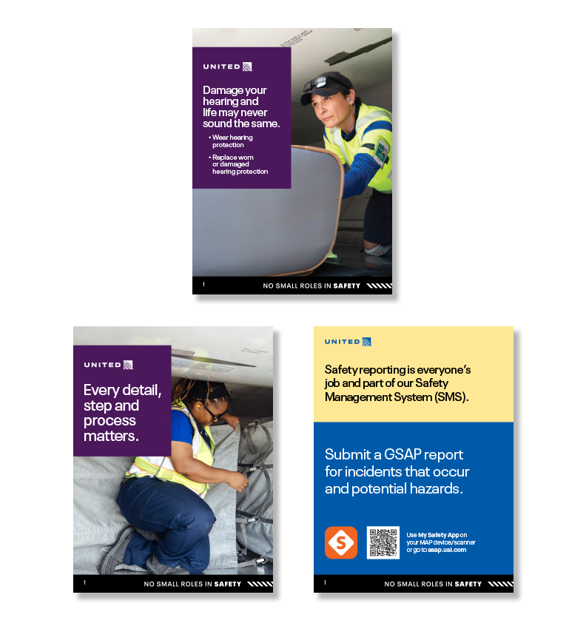 UNITED
Damage your
hearing and
life may never
sound the same.
• Wear hearing
protection
• Replace worn
or damaged
hearing protection
NO SMALL ROLES IN SAFETY
UNITED
Every detail,
step and
process
matters.
NO SMALL ROLES IN SAFETY
UNITED
Safety reporting is everyone's
job and part of our Safety
Management System (SMS).
Submit a GSAP report
for incidents that occur
and potential hazards.
S
Use My Safety App on
your MAP device/scanner
or go to asap.ual.com
NO SMALL ROLES IN SAFETY